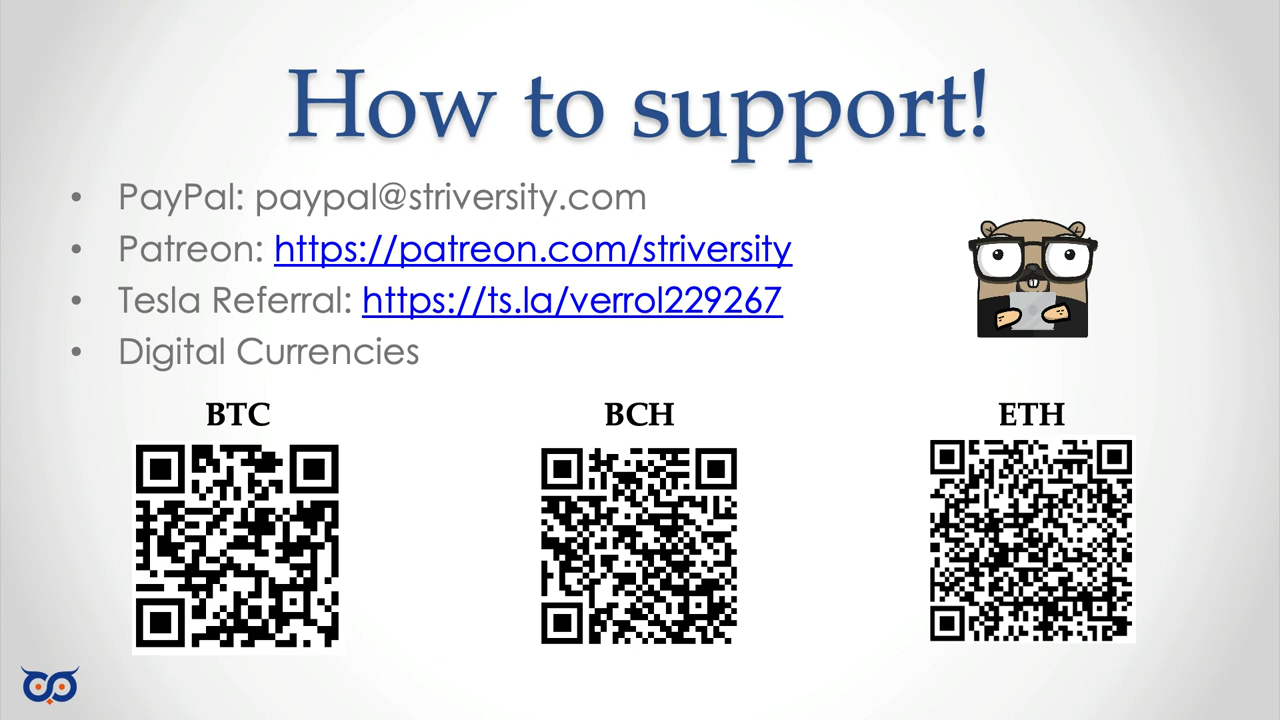 How to support!
• PayPal: paypal@striversity.com
• Patreon: https://patreon.com/striversity
• Tesla Referral: https://ts.la/verrol229267
• Digital Currencies
BTC BCH ETH